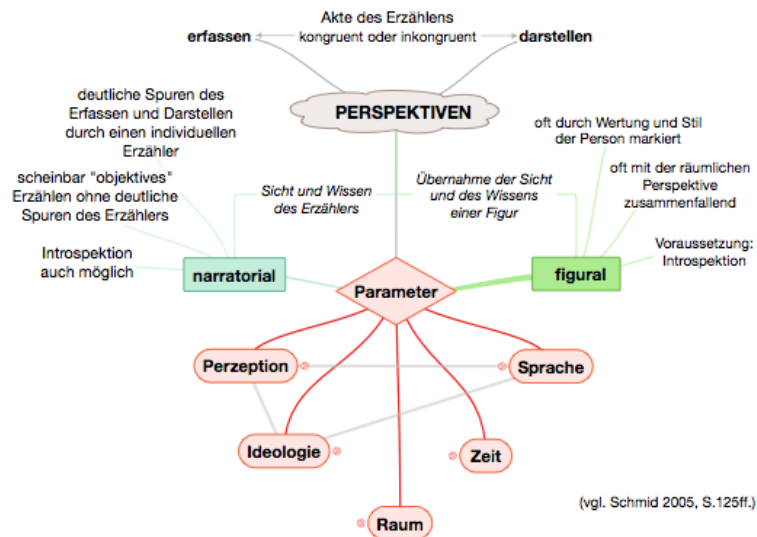 Akte des Erzählens
erfassen kongruent oder inkongruent darstellen
PERSPEKTIVEN
deutliche Spuren des
Erfassen und Darstellen
durch einen individuellen
Erzähler
scheinbar "objektives"
Erzählen ohne deutliche
Spuren des Erzählers
Introspektion
auch möglich
Sicht und Wissen
des Erzählers
narratorial
Übernahme der Sicht
und des Wissens
einer Figur
oft durch Wertung und Stil
der Person markiert
oft mit der räumlichen
Perspektive
zusammenfallend
Voraussetzung:
Introspektion
figural
Parameter
Perzeption
Sprache
Ideologie
Zeit
Raum
(vgl. Schmid 2005, S.125ff.)